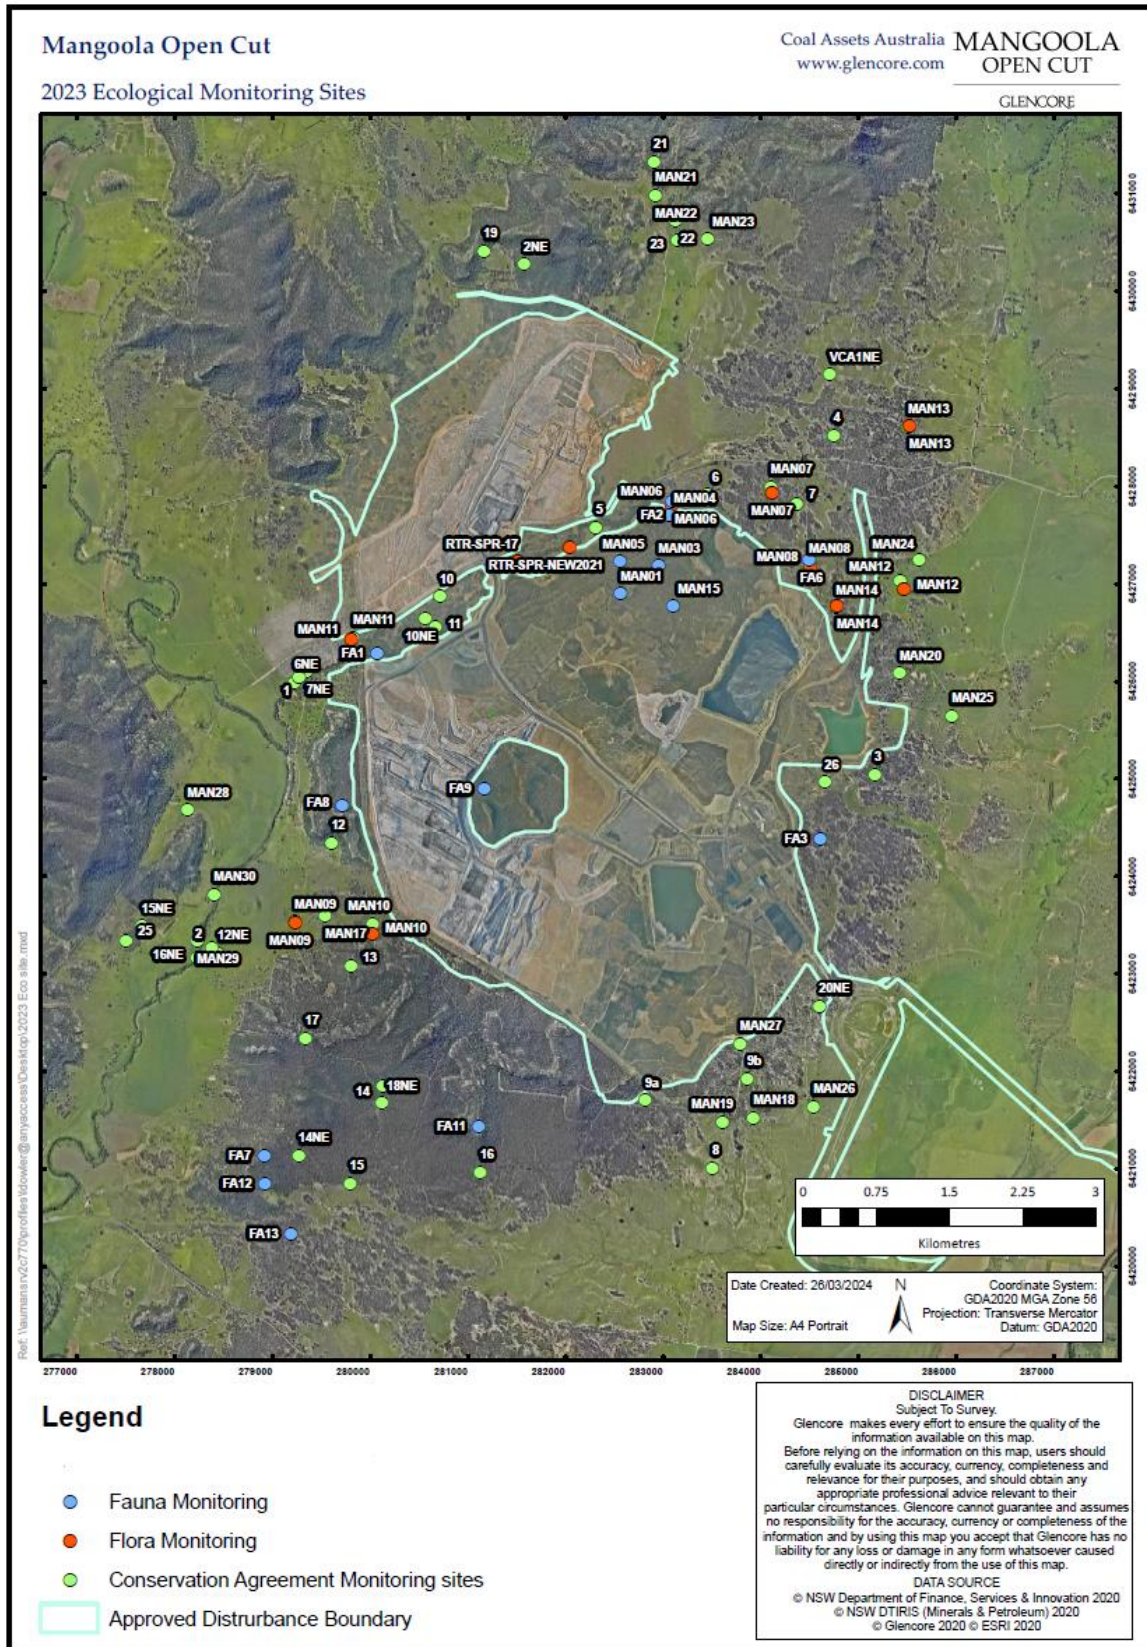 Mangoola Open Cut
2023 Ecological Monitoring Sites
Coal Assets Australia
www.glencore.com
MANGOOLA
OPEN CUT
GLENCORE
21
MAN21
MAN22
MAN23
19
2NE
23
22
VCA1NE
4
MAN13
MAN13
MAN07
6
MAN06
MAN04
7
MAN07
5
FA2
MAN06
RTR-SPR-17
MAN05
MAN03
MAN08
MAN08
MAN24
RTR-SPR-NEW2021
MAN12
10
MAN01
MAN15
FA6
MAN12
MAN14
MAN11
MAN11
11
MAN14
10NE
FA1
6NE
MAN20
1
7NE
MAN25
26
3
FA9
MAN28
FA8
12
FA3
MAN30
15NE
MAN09
MAN10
25
2
12NE
MAN17
MAN10
MAN09
16NE
MAN29
13
20NE
17
MAN27
9b
18NE
9a
14
MAN26
MAN19
MAN18
FA11
14NE
FA7
16
8
15
FA12
FA13
0
0.75
1.5
2.25
3
Kilometres
Date Created: 26/03/2024
N
Coordinate System:
GDA2020 MGA Zone 56
Projection: Transverse Mercator
Datum: GDA2020
Map Size: A4 Portrait
6431000
6430000
6429000
6428000
6427000
6426000
6425000
6424000
6423000
6422000
6421000
6420000
277000
278000
279000
280000
281000
282000
283000
284000
285000
286000
287000
Legend
Fauna Monitoring
Flora Monitoring
Conservation Agreement Monitoring sites
Approved Distrurbance Boundary
DISCLAIMER
Subject To Survey.
Glencore makes every effort to ensure the quality of the
information available on this map.
Before relying on the information on this map, users should
carefully evaluate its accuracy, currency, completeness and
relevance for their purposes, and should obtain any
appropriate professional advice relevant to their
particular circumstances. Glencore cannot guarantee and assumes
no responsibility for the accuracy, currency or completeness of the
information and by using this map you accept that Glencore has no
liability for any loss or damage in any form whatsoever caused
directly or indirectly from the use of this map.
DATA SOURCE
© NSW Department of Finance, Services & Innovation 2020
© NSW DTIRIS (Minerals & Petroleum) 2020
© Glencore 2020 © ESRI 2020